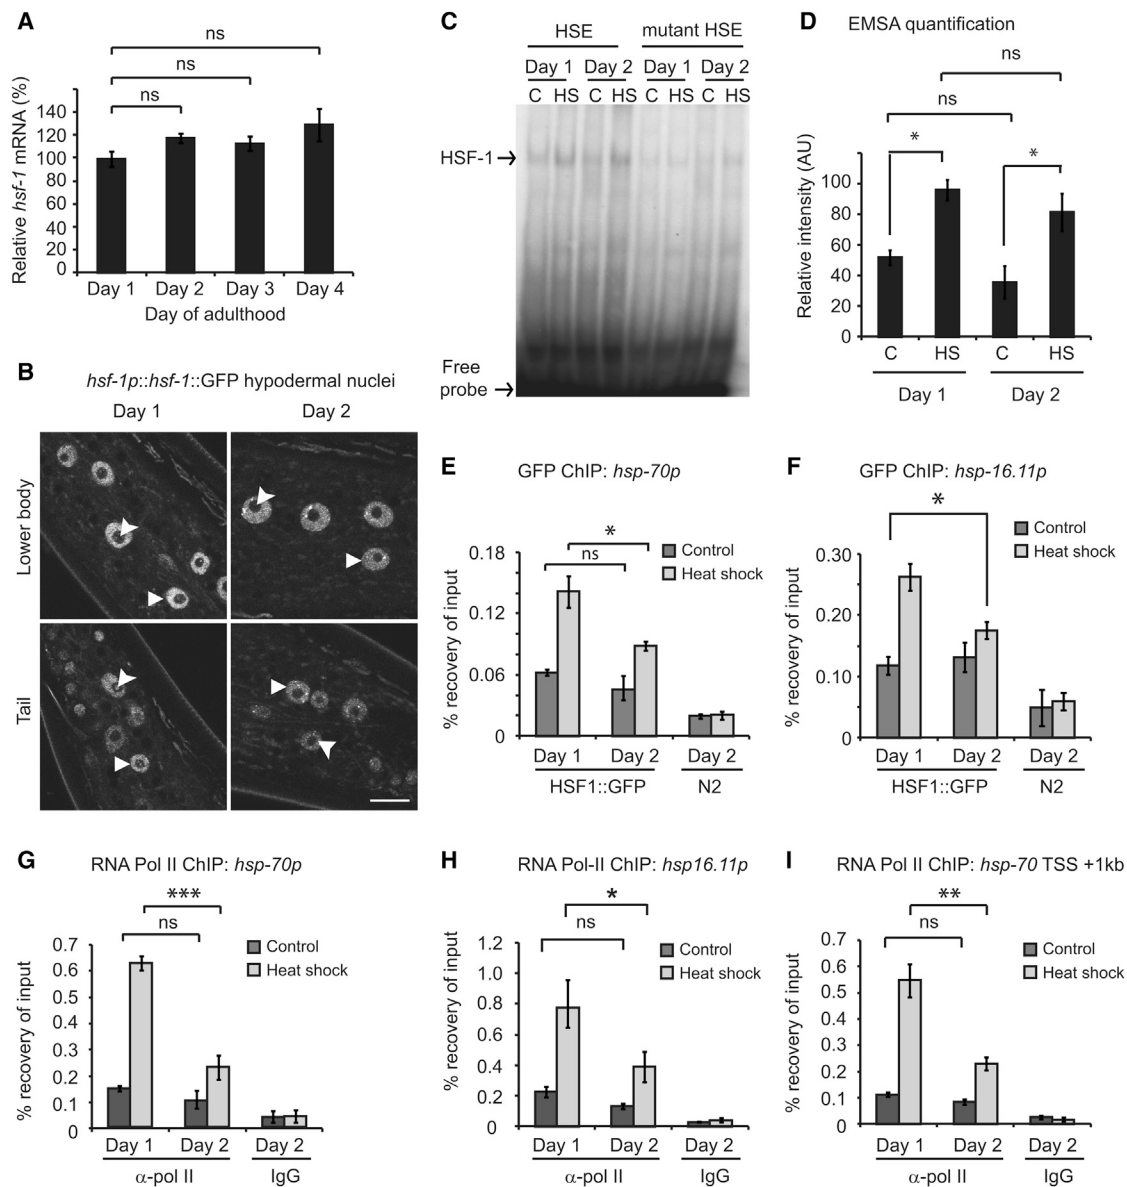 A
ns
ns
ns
Relative hsf-1 mRNA (%)
140
120
100
80
60
40
20
0
Day 1 Day 2 Day 3 Day 4
Day of adulthood
B
hsf-1p::hsf-1::GFP hypodermal nuclei
Day 1 Day 2
Lower body
Tail
C
HSE mutant HSE
Day 1 Day 2 Day 1 Day 2
C HS C HS C HS C HS
HSF-1
Free
probe
D EMSA quantification
ns
ns
* *
Relative intensity (AU)
100
80
60
40
20
0
C HS C HS
Day 1 Day 2
E GFP ChIP: hsp-70p
*
ns
Control
Heat shock
% recovery of input
0.18
0.12
0.06
0
Day 1 Day 2 Day 2
HSF1::GFP N2
F GFP ChIP: hsp-16.11p
*
Control
Heat shock
% recovery of input
0.30
0.20
0.10
0
Day 1 Day 2 Day 2
HSF1::GFP N2
G RNA Pol II ChIP: hsp-70p
***
ns
Control
Heat shock
% recovery of input
0.7
0.6
0.5
0.4
0.3
0.2
0.1
0
Day 1 Day 2 Day 2
α-pol II IgG
H RNA Pol-II ChIP: hsp16.11p
*
ns
Control
Heat shock
% recovery of input
1.2
1.0
0.8
0.6
0.4
0.2
0
Day 1 Day 2 Day 2
α-pol II IgG
I RNA Pol II ChIP: hsp-70 TSS +1kb
**
ns
Control
Heat shock
% recovery of input
0.7
0.6
0.5
0.4
0.3
0.2
0.1
0
Day 1 Day 2 Day 2
α-pol II IgG